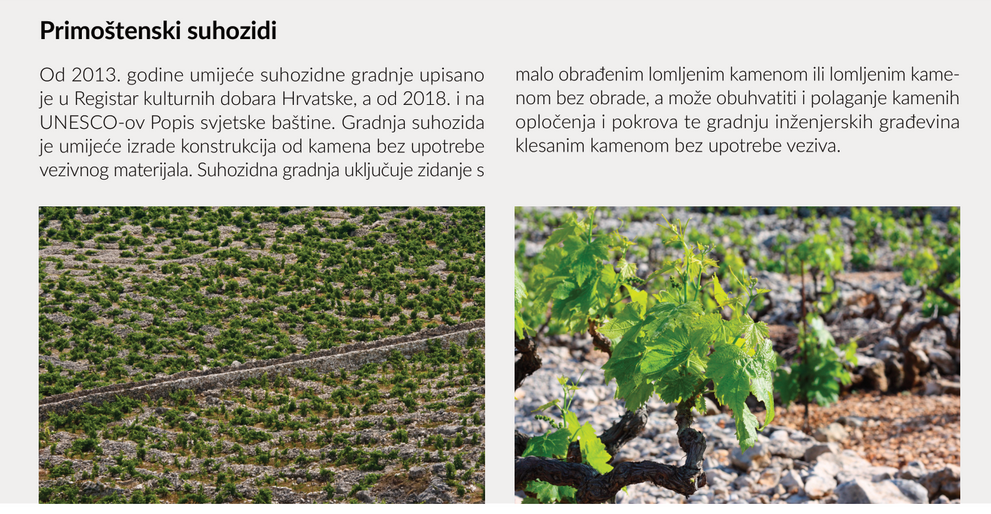 Primoštenski suhozidi
Od 2013. godine umijeće suhozidne gradnje upisano
je u Registar kulturnih dobara Hrvatske, a od 2018. i na
UNESCO-ov Popis svjetske baštine. Gradnja suhozida
je umijeće izrade konstrukcija od kamena bez upotrebe
vezivnog materijala. Suhozidna gradnja uključuje zidanje s
malo obrađenim lomljenim kamenom ili lomljenim kame-
nom bez obrade, a može obuhvatiti i polaganje kamenih
opločenja i pokrova te gradnju inženjerskih građevina
klesanim kamenom bez upotrebe veziva.